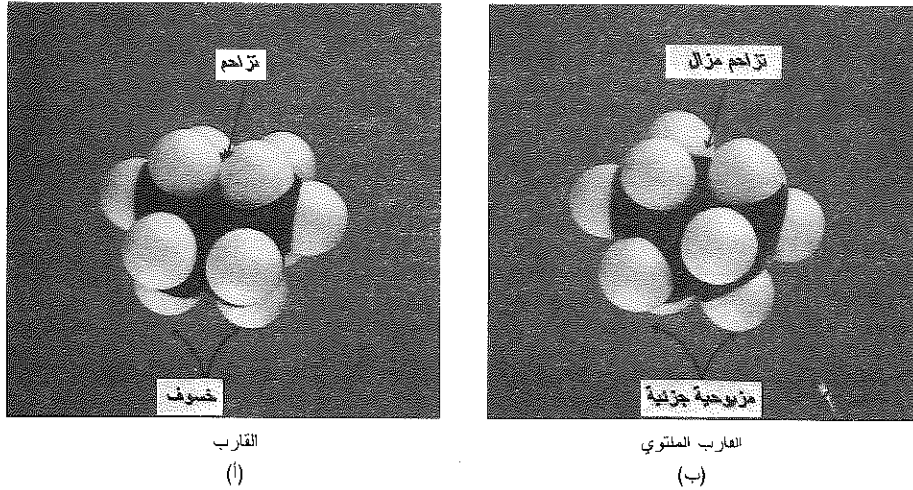 تزاحم
تزاحم مزال
خسوف
مزيوحية جزئية
القارب
القارب الملتوي
(أ)
(ب)